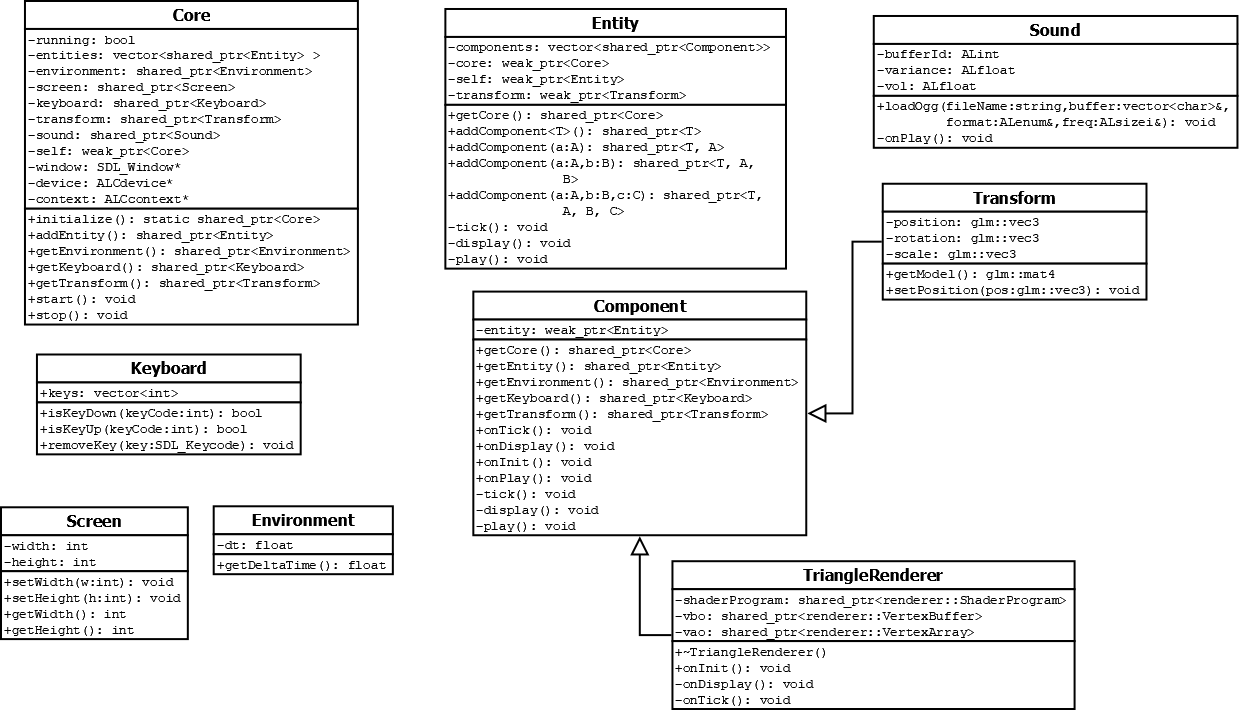 Core
-running: bool
-entities: vector<shared_ptr<Entity> >
-environment: shared_ptr<Environment>
-screen: shared_ptr<Screen>
-keyboard: shared_ptr<Keyboard>
-transform: shared_ptr<Transform>
-sound: shared_ptr<Sound>
-self: weak_ptr<Core>
-window: SDL_Window*
-device: ALCdevice*
-context: ALCcontext*
+initialize(): static shared_ptr<Core>
+addEntity(): shared_ptr<Entity>
+getEnvironment(): shared_ptr<Environment>
+getKeyboard(): shared_ptr<Keyboard>
+getTransform(): shared_ptr<Transform>
+start(): void
+stop(): void
Entity
-components: vector<shared_ptr<Component>>
-core: weak_ptr<Core>
-self: weak_ptr<Entity>
-transform: weak_ptr<Transform>
+getCore(): shared_ptr<Core>
+addComponent<T>(): shared_ptr<T>
+addComponent(a:A): shared_ptr<T, A>
+addComponent(a:A,b:B): shared_ptr<T, A,
B>
+addComponent(a:A,b:B,c:C): shared_ptr<T,
A, B, C>
-tick(): void
-display(): void
-play(): void
Sound
-bufferId: ALint
-variance: ALfloat
-vol: ALfloat
+loadOgg(fileName:string,buffer:vector<char>&,
format:ALenum&,freq:ALsizei&): void
-onPlay(): void
Transform
-position: glm::vec3
-rotation: glm::vec3
-scale: glm::vec3
+getModel(): glm::mat4
+setPosition(pos:glm::vec3): void
Component
-entity: weak_ptr<Entity>
+getCore(): shared_ptr<Core>
+getEntity(): shared_ptr<Entity>
+getEnvironment(): shared_ptr<Environment>
+getKeyboard(): shared_ptr<Keyboard>
+getTransform(): shared_ptr<Transform>
+onTick(): void
+onDisplay(): void
+onInit(): void
+onPlay(): void
-tick(): void
-display(): void
-play(): void
Keyboard
+keys: vector<int>
+isKeyDown(keyCode:int): bool
+isKeyUp(keyCode:int): bool
+removeKey(key:SDL_Keycode): void
Screen
-width: int
-height: int
+setWidth(w:int): void
+setHeight(h:int): void
+getWidth(): int
+getHeight(): int
Environment
-dt: float
+getDeltaTime(): float
TriangleRenderer
-shaderProgram: shared_ptr<renderer::ShaderProgram>
-vbo: shared_ptr<renderer::VertexBuffer>
-vao: shared_ptr<renderer::VertexArray>
+~TriangleRenderer()
+onInit(): void
-onDisplay(): void
-onTick(): void